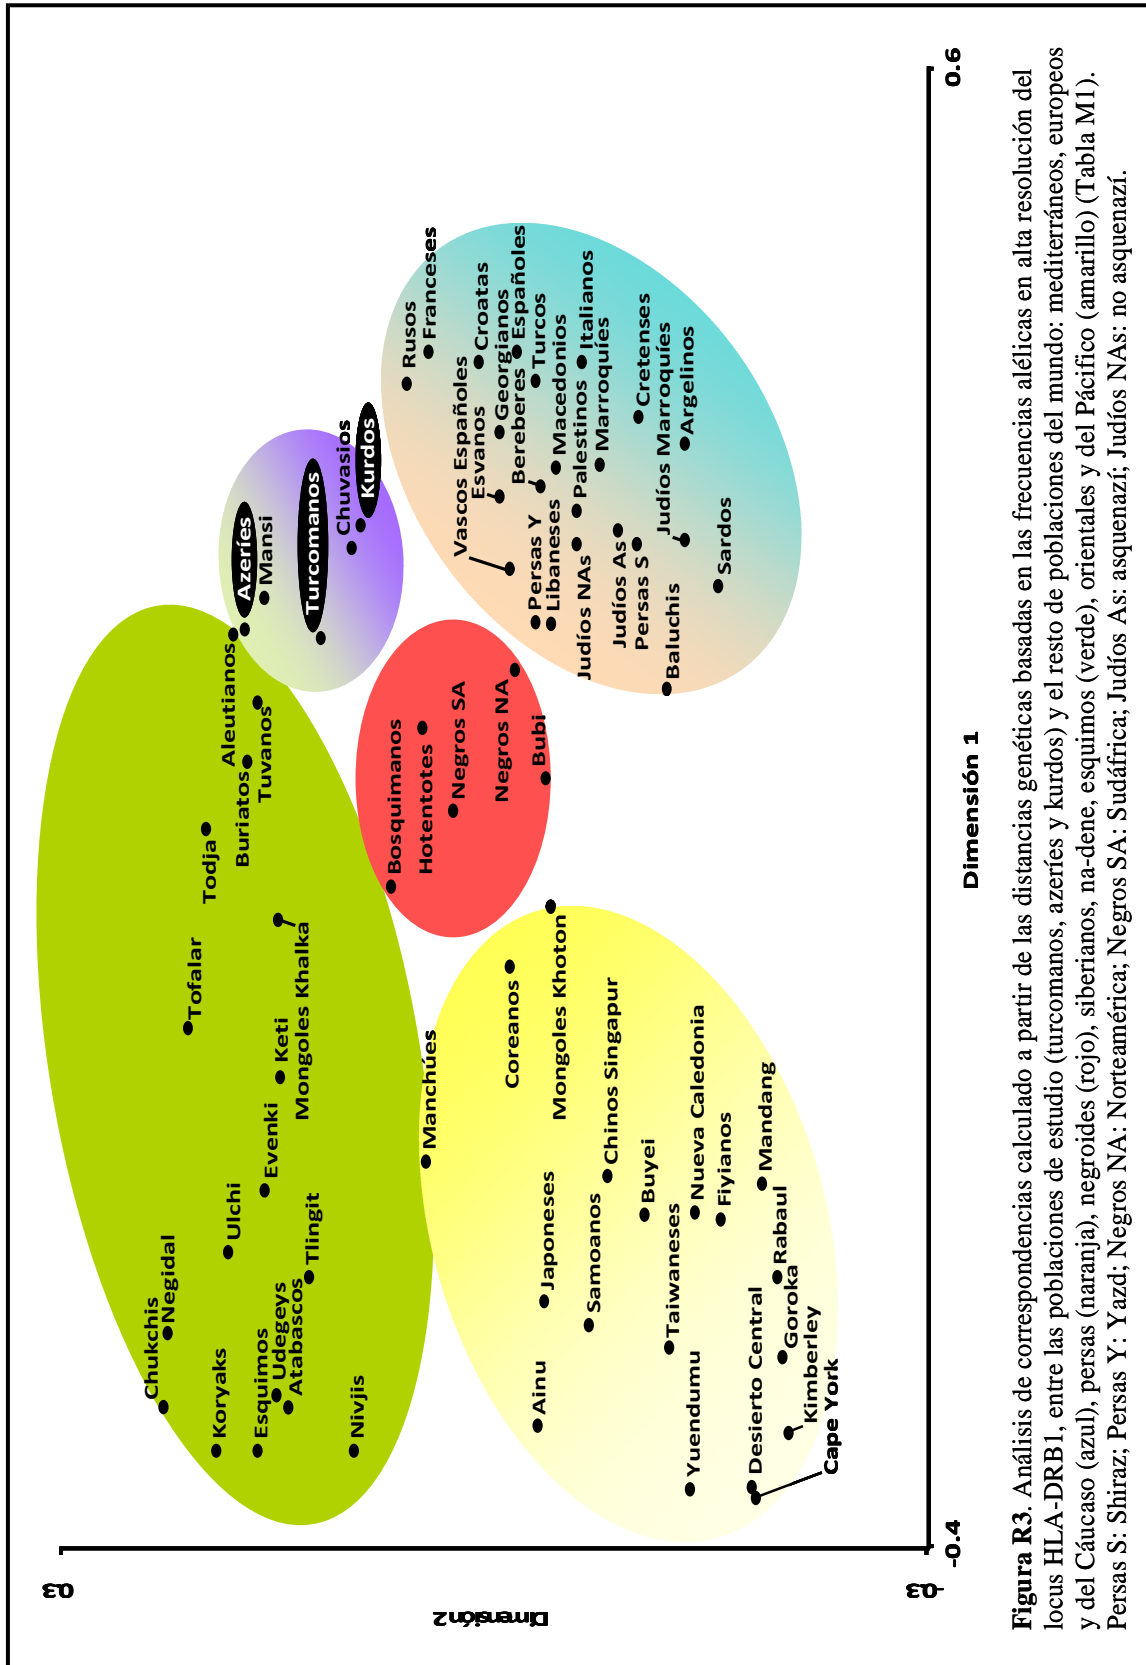 0.3
-0.3
Dimensión 2
-0.4
0.6
Dimensión 1
Chukchis
Negidal
Koryaks
Ulchi
Esquimos
Udegeys
Atabascos
Nivjis
Tlingit
Evenki
Keti
Mongoles Khalka
Tofalar
Todja
Buriatos
Tuvanos
Aleutianos
Azeríes
Mansi
Turcomanos
Chuvasios
Kurdos
Bosquimanos
Hotentotes
Negros SA
Negros NA
Bubi
Rusos
Franceses
Croatas
Georgianos
Españoles
Vascos Españoles
Esvanos
Bereberes
Turcos
Macedonios
Italianos
Persas Y
Libaneses
Palestinos
Marroquíes
Judíos NAs
Judíos As
Persas S
Cretenses
Judíos Marroquíes
Argelinos
Baluchis
Sardos
Manchúes
Coreanos
Mongoles Khoton
Chinos Singapur
Japoneses
Ainu
Samoanos
Buyei
Taiwaneses
Nueva Caledonia
Fiyianos
Yuendumu
Mandang
Rabaul
Desierto Central
Goroka
Kimberley
Cape York
Figura R3. Análisis de correspondencias calculado a partir de las distancias genéticas basadas en las frecuencias alélicas en alta resolución del
locus HLA-DRB1, entre las poblaciones de estudio (turcomanos, azeríes y kurdos) y el resto de poblaciones del mundo: mediterráneos, europeos
y del Cáucaso (azul), persas (naranja), negroides (rojo), siberianos, na-dene, esquimos (verde), orientales y del Pácifico (amarillo) (Tabla M1).
Persas S: Shiraz; Persas Y: Yazd; Negros NA: Norteamérica; Negros SA: Sudáfrica; Judíos As: asquenazí; Judíos NAs: no asquenazí.